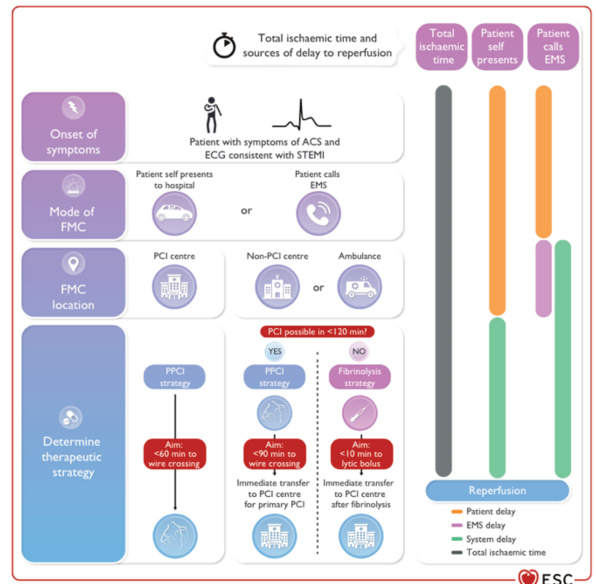 Total ischaemic time and
sources of delay to reperfusion
Total
ischaemic
time
Patient
self
presents
Patient
calls
EMS
Onset of
symptoms
Patient with symptoms of ACS and
ECG consistent with STEMI
Mode of
FMC
Patient self presents
to hospital
or
Patient calls
EMS
FMC
location
PCI centre
Non-PCI centre
or
Ambulance
Determine
therapeutic
strategy
PCI possible in <120 min?
YES
NO
PPCI
strategy
PPCI
strategy
Fibrinolysis
strategy
Aim:
<60 min to
wire crossing
Aim:
<90 min to
wire crossing
Aim:
<10 min to
lytic bolus
Immediate transfer
to PCI centre
for primary PCI
Immediate transfer
to PCI centre
after fibrinolysis
Reperfusion
Patient delay
EMS delay
System delay
Total ischaemic time
ESC